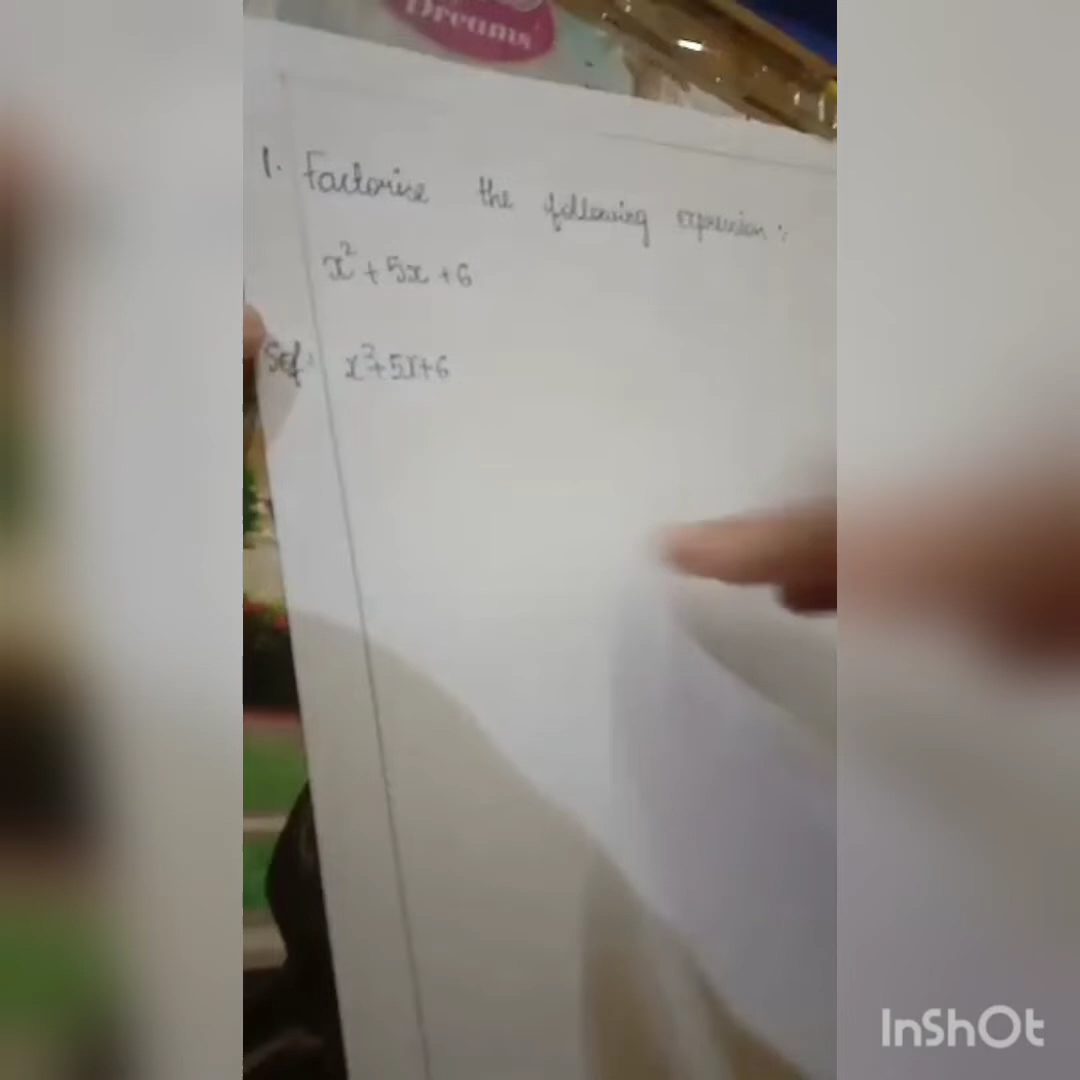 Dreams
1. Factorise the following expression :
x² + 5x + 6
Sol: x²+5x+6
InShOt